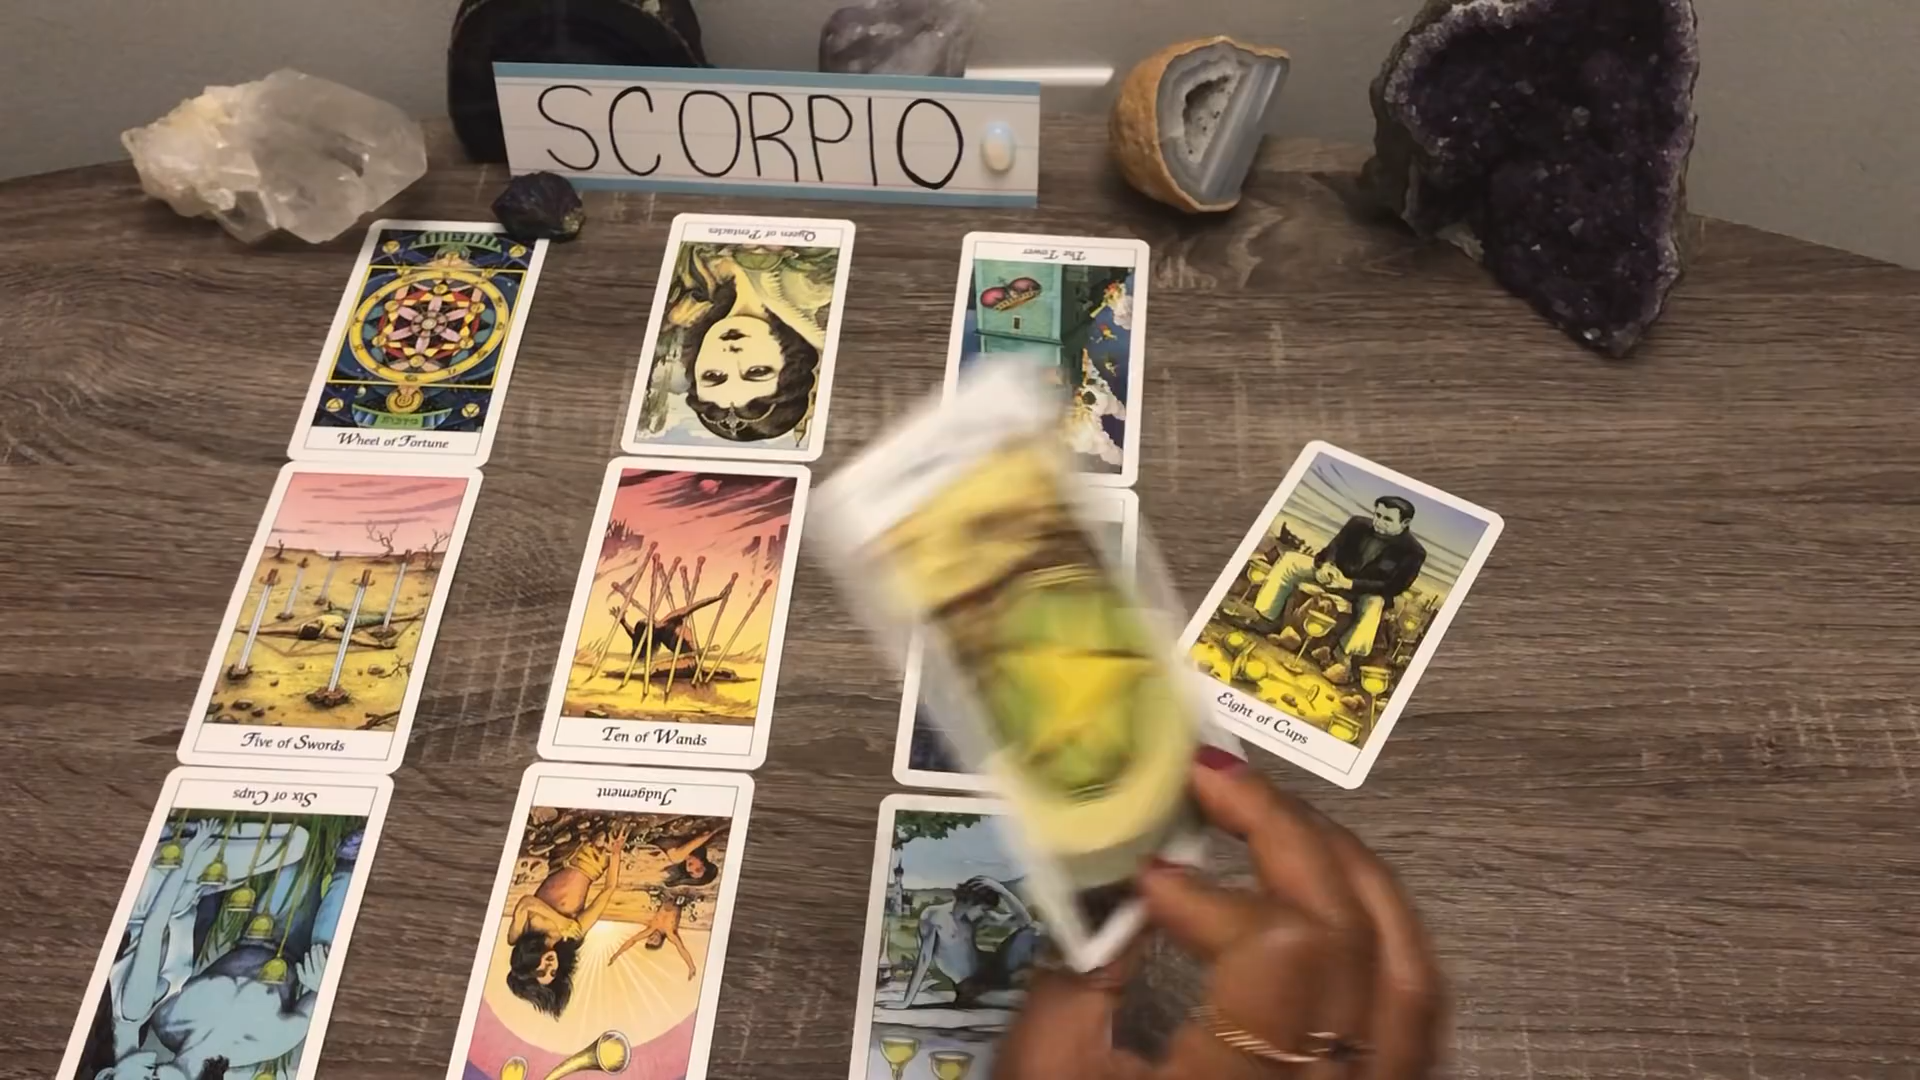 SCORPIO
Queen of Pentacles
The Tower
Wheel of Fortune
Five of Swords
Ten of Wands
Eight of Cups
Six of Cups
Judgement